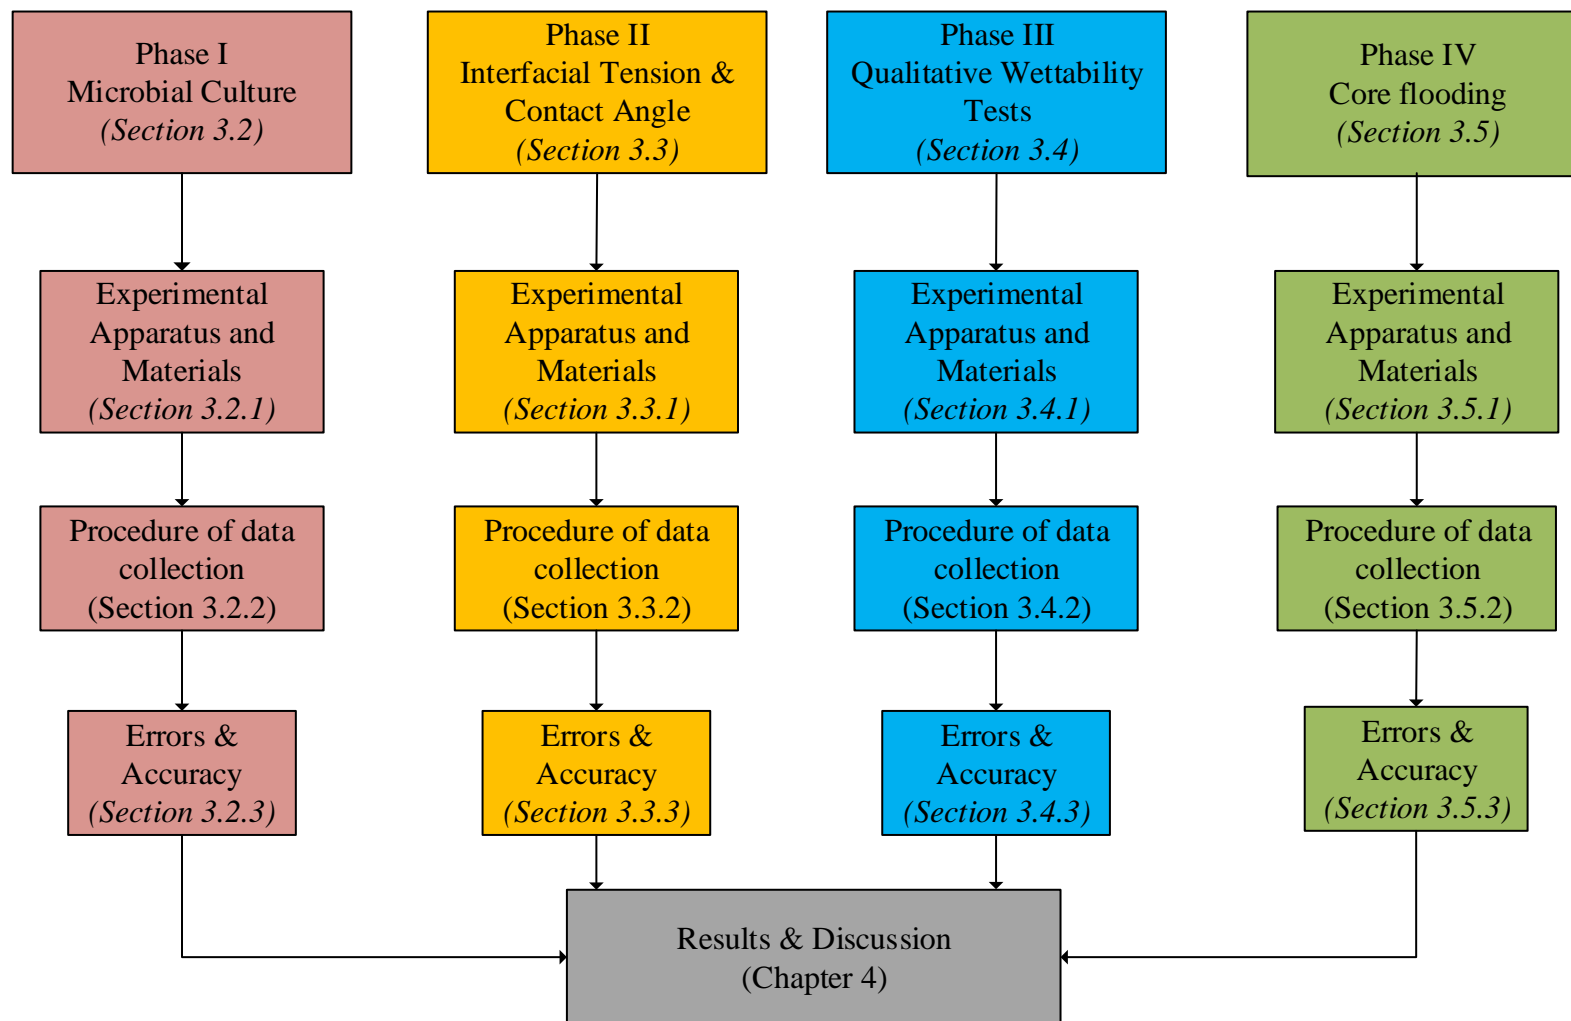 Phase I
Microbial Culture
(Section 3.2)
Phase II
Interfacial Tension &
Contact Angle
(Section 3.3)
Phase III
Qualitative Wettability
Tests
(Section 3.4)
Phase IV
Core flooding
(Section 3.5)
Experimental
Apparatus and
Materials
(Section 3.2.1)
Experimental
Apparatus and
Materials
(Section 3.3.1)
Experimental
Apparatus and
Materials
(Section 3.4.1)
Experimental
Apparatus and
Materials
(Section 3.5.1)
Procedure of data
collection
(Section 3.2.2)
Procedure of data
collection
(Section 3.3.2)
Procedure of data
collection
(Section 3.4.2)
Procedure of data
collection
(Section 3.5.2)
Errors &
Accuracy
(Section 3.2.3)
Errors &
Accuracy
(Section 3.3.3)
Errors &
Accuracy
(Section 3.4.3)
Errors &
Accuracy
(Section 3.5.3)
Results & Discussion
(Chapter 4)